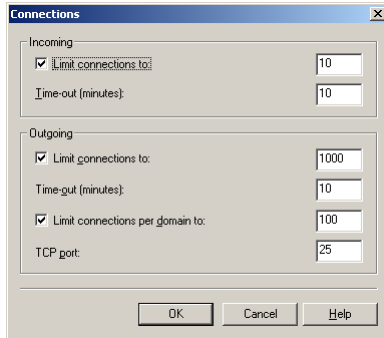 Connections
Incoming
Limit connections to: 10
Time-out (minutes): 10
Outgoing
Limit connections to: 1000
Time-out (minutes): 10
Limit connections per domain to: 100
TCP port: 25
OK Cancel Help